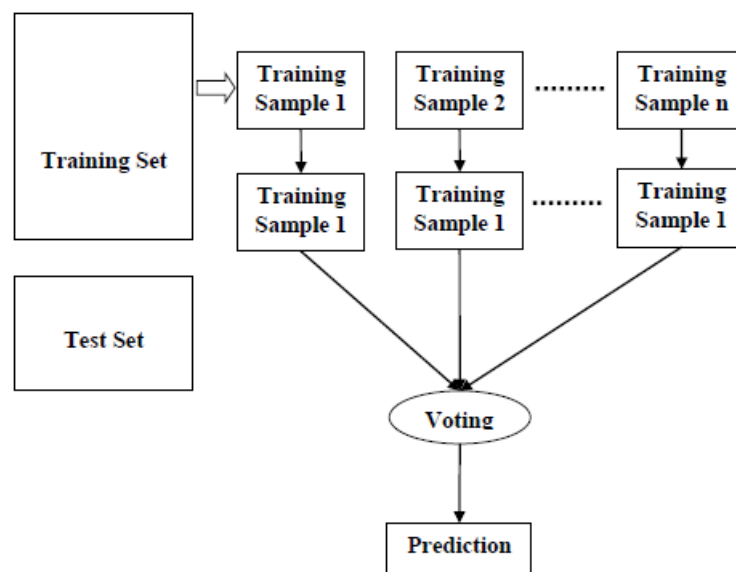 Training Set
Training
Sample 1
Training
Sample 2
Training
Sample n
Training
Sample 1
Training
Sample 1
Training
Sample 1
Test Set
Voting
Prediction